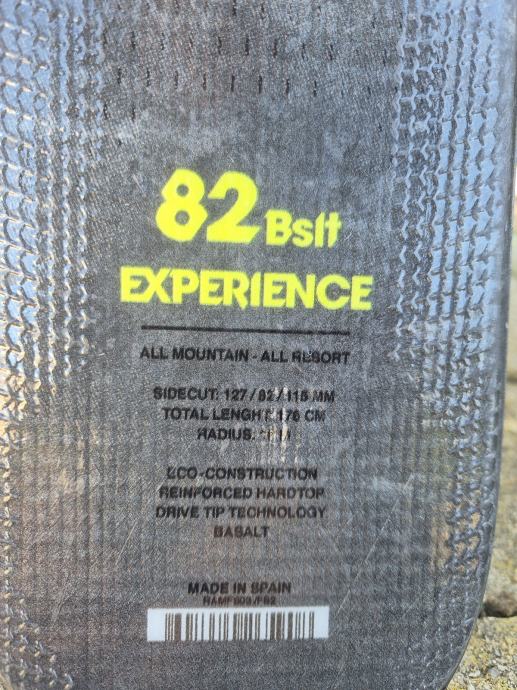 82 Bslt
EXPERIENCE
ALL MOUNTAIN - ALL RESORT
SIDECUT: 127 / 82 / 115 MM
TOTAL LENGHT: 176 CM
RADIUS:
ECO-CONSTRUCTION
REINFORCED HARDTOP
DRIVE TIP TECHNOLOGY
BASALT
MADE IN SPAIN